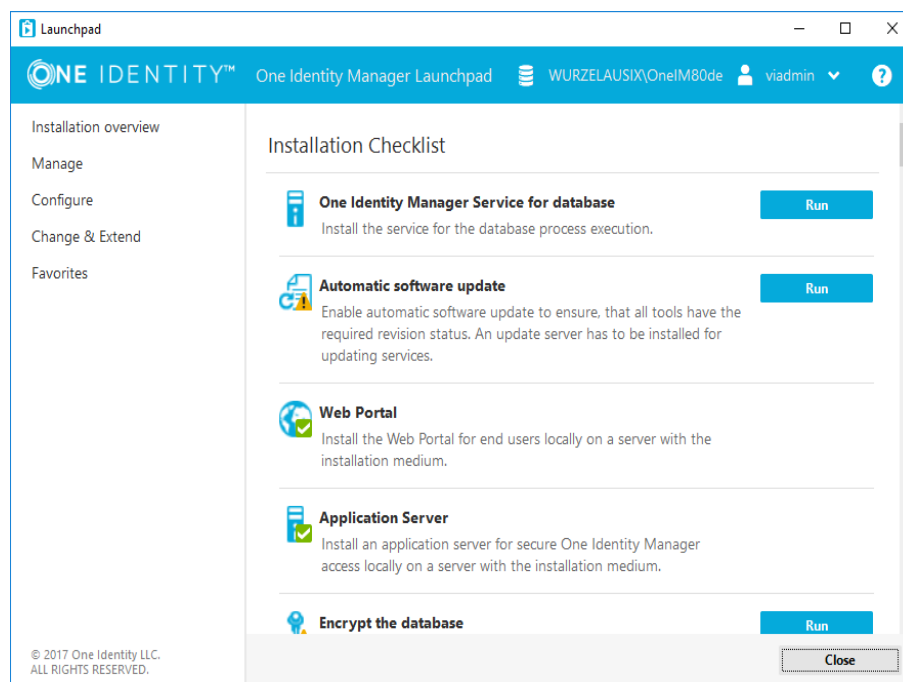 Launchpad
ONE IDENTITY™ One Identity Manager Launchpad WURZELAUSIX\OneIM80de viadmin ?
Installation overview
Manage
Configure
Change & Extend
Favorites
Installation Checklist
One Identity Manager Service for database
Run
Install the service for the database process execution.
Automatic software update
Run
Enable automatic software update to ensure, that all tools have the
required revision status. An update server has to be installed for
updating services.
Web Portal
Install the Web Portal for end users locally on a server with the
installation medium.
Application Server
Install an application server for secure One Identity Manager
access locally on a server with the installation medium.
Encrypt the database
Run
© 2017 One Identity LLC.
ALL RIGHTS RESERVED.
Close